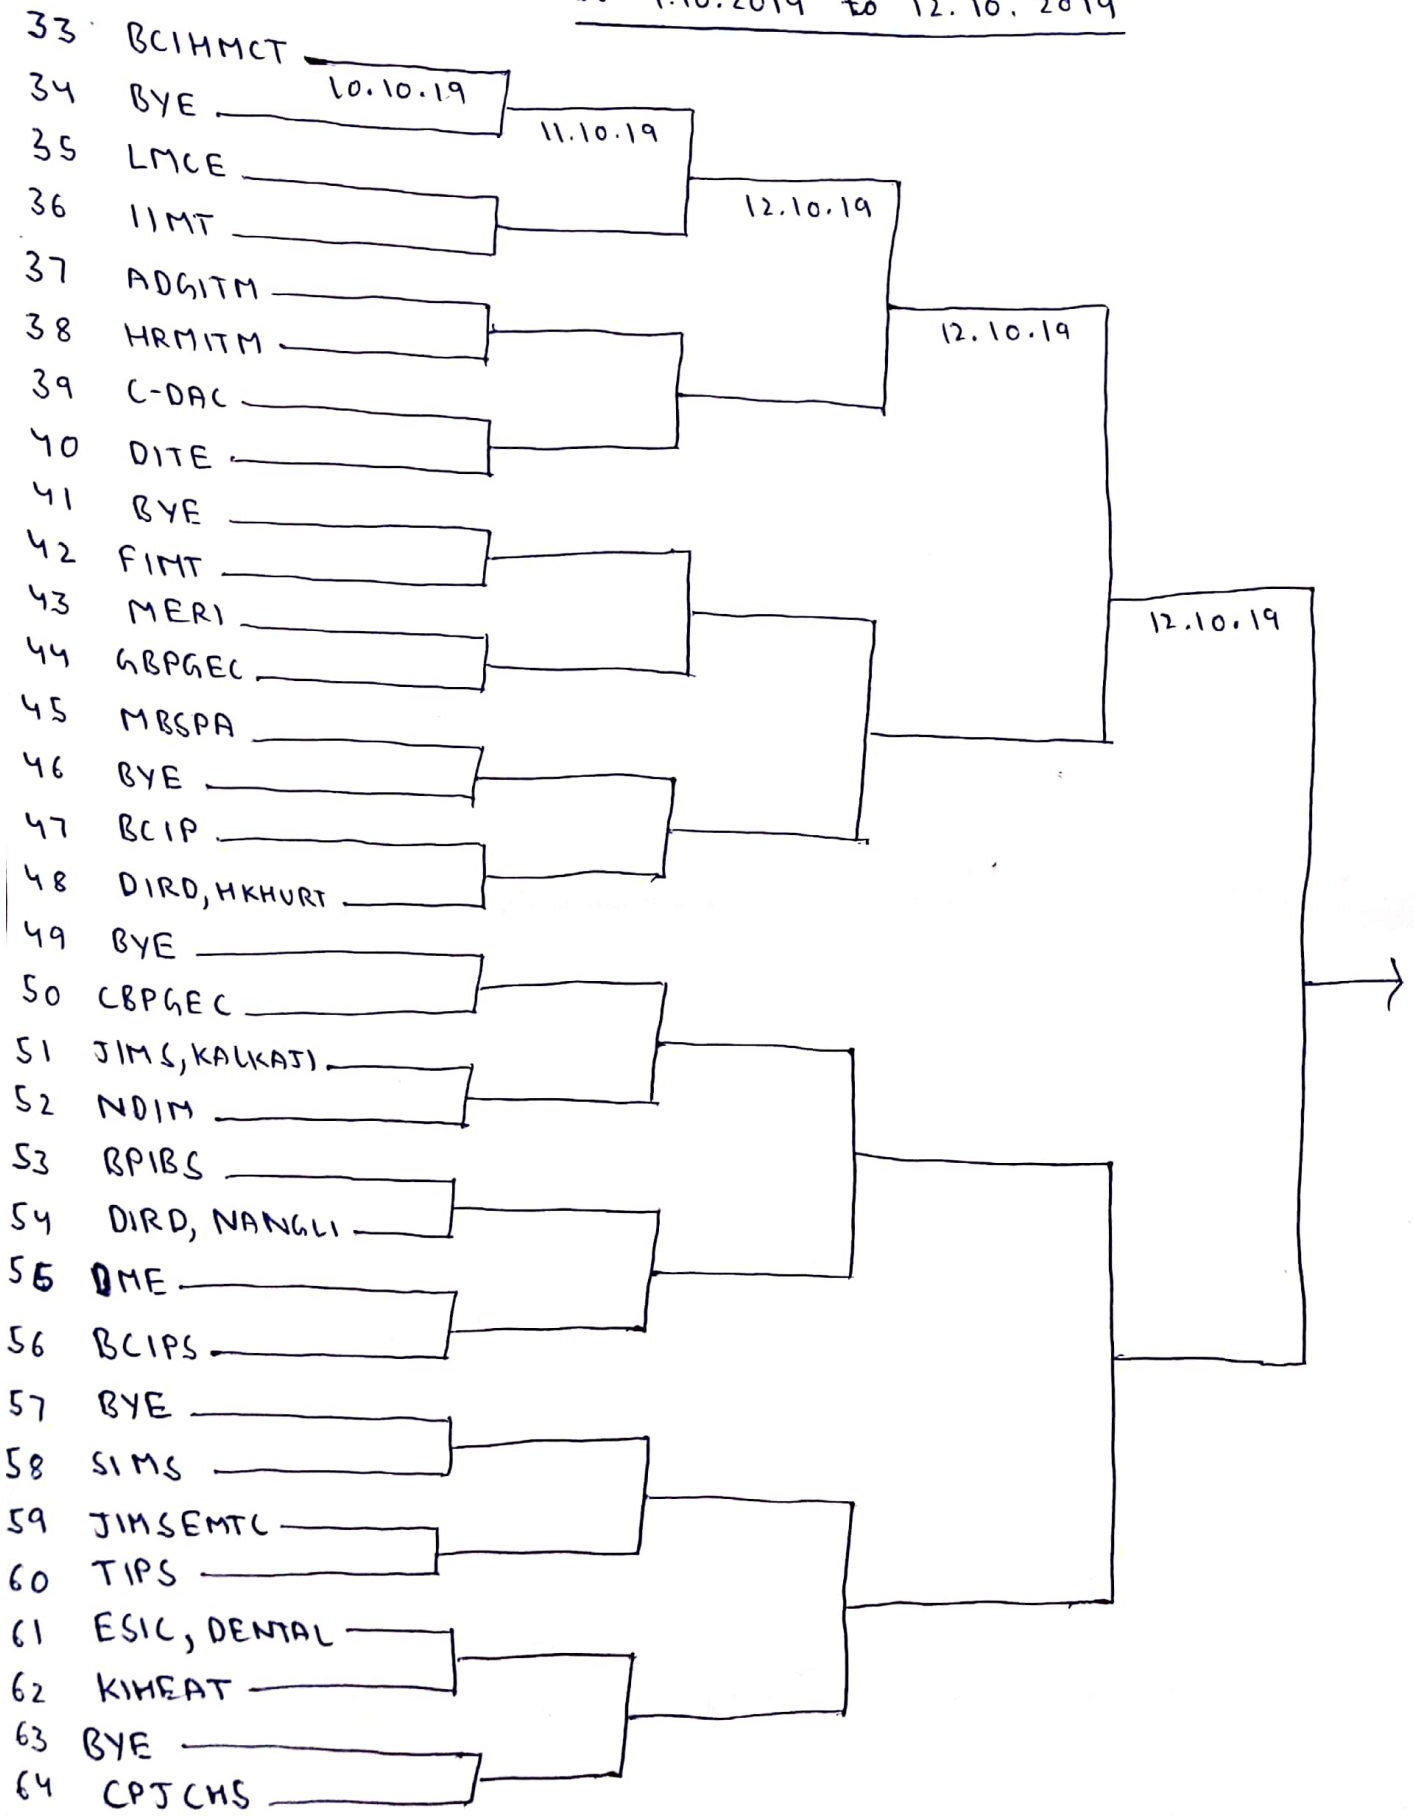 10.2019 to 12.10.2019
33 BCIHMCT
10.10.19
34 BYE
11.10.19
35 LMCE
12.10.19
36 IIMT
37 ADGITM
38 HRMITM
12.10.19
39 C-DAC
40 DITE
41 BYE
42 FIMT
43 MERI
12.10.19
44 GBPGEC
45 MBSPA
46 BYE
47 BCIP
48 DIRD, HKHURT
49 BYE
50 CBPGEC
51 JIMS, KALKAJI
52 NDIM
53 BPIBS
54 DIRD, NANGLI
55 DME
56 BCIPS
57 BYE
58 SIMS
59 JIMSEMTC
60 TIPS
61 ESIC, DENTAL
62 KIHEAT
63 BYE
64 CPJCHS